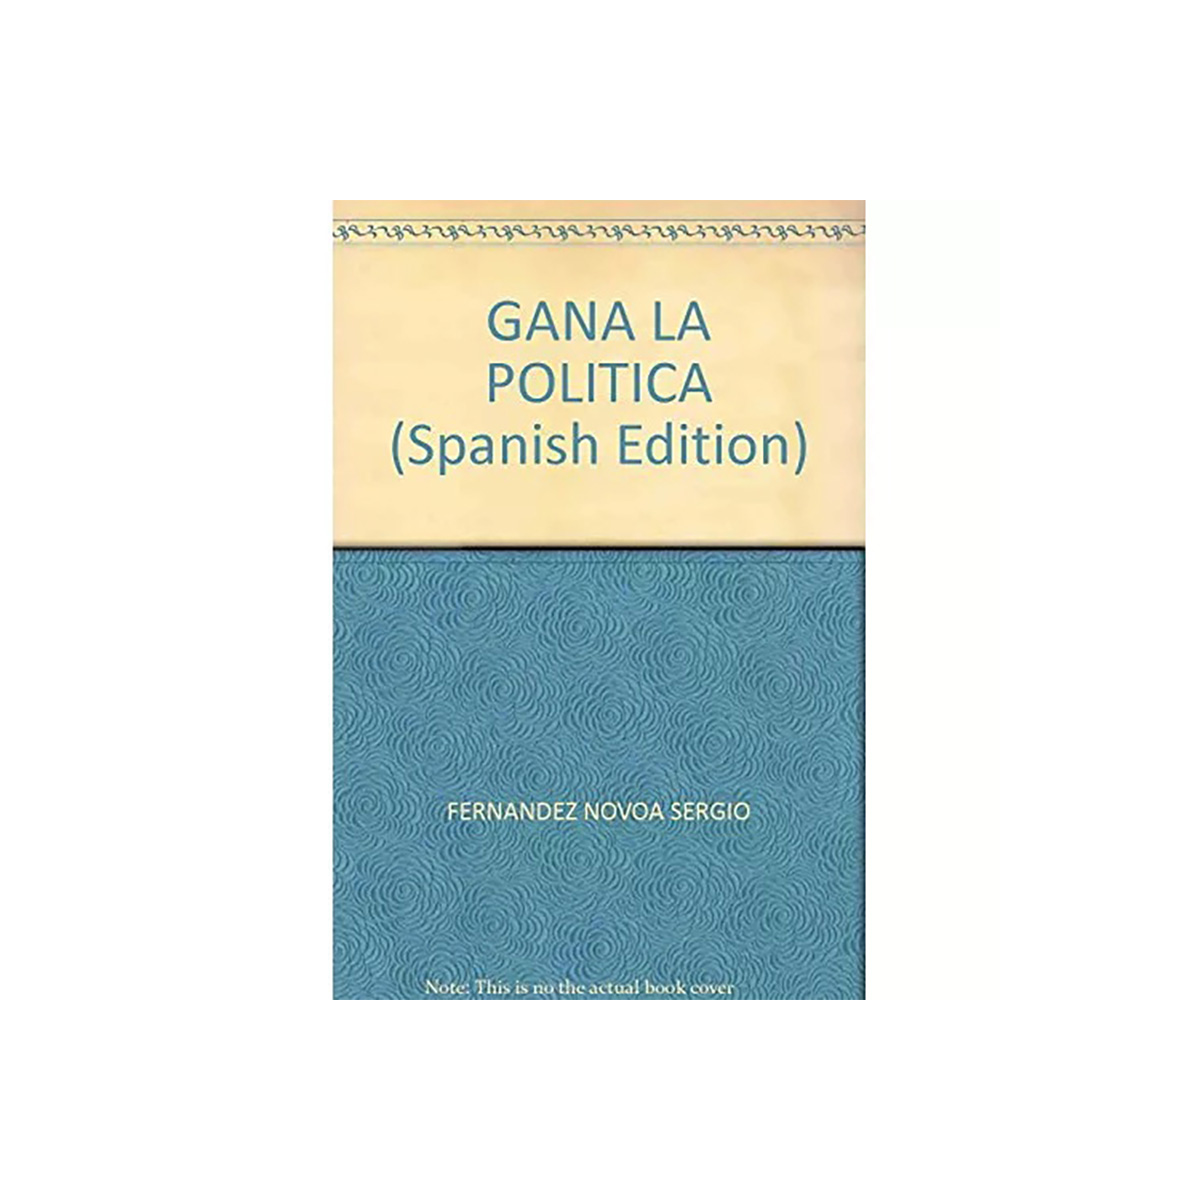 GANA LA
POLITICA
(Spanish Edition)
FERNANDEZ NOVOA SERGIO
Note: This is no the actual book cover